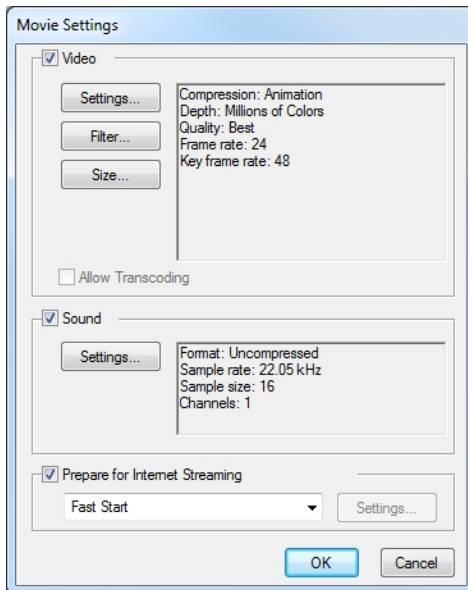 Movie Settings
Video
Settings...
Filter...
Size...
Compression: Animation
Depth: Millions of Colors
Quality: Best
Frame rate: 24
Key frame rate: 48
Allow Transcoding
Sound
Settings...
Format: Uncompressed
Sample rate: 22.05 kHz
Sample size: 16
Channels: 1
Prepare for Internet Streaming
Fast Start
Settings...
OK
Cancel